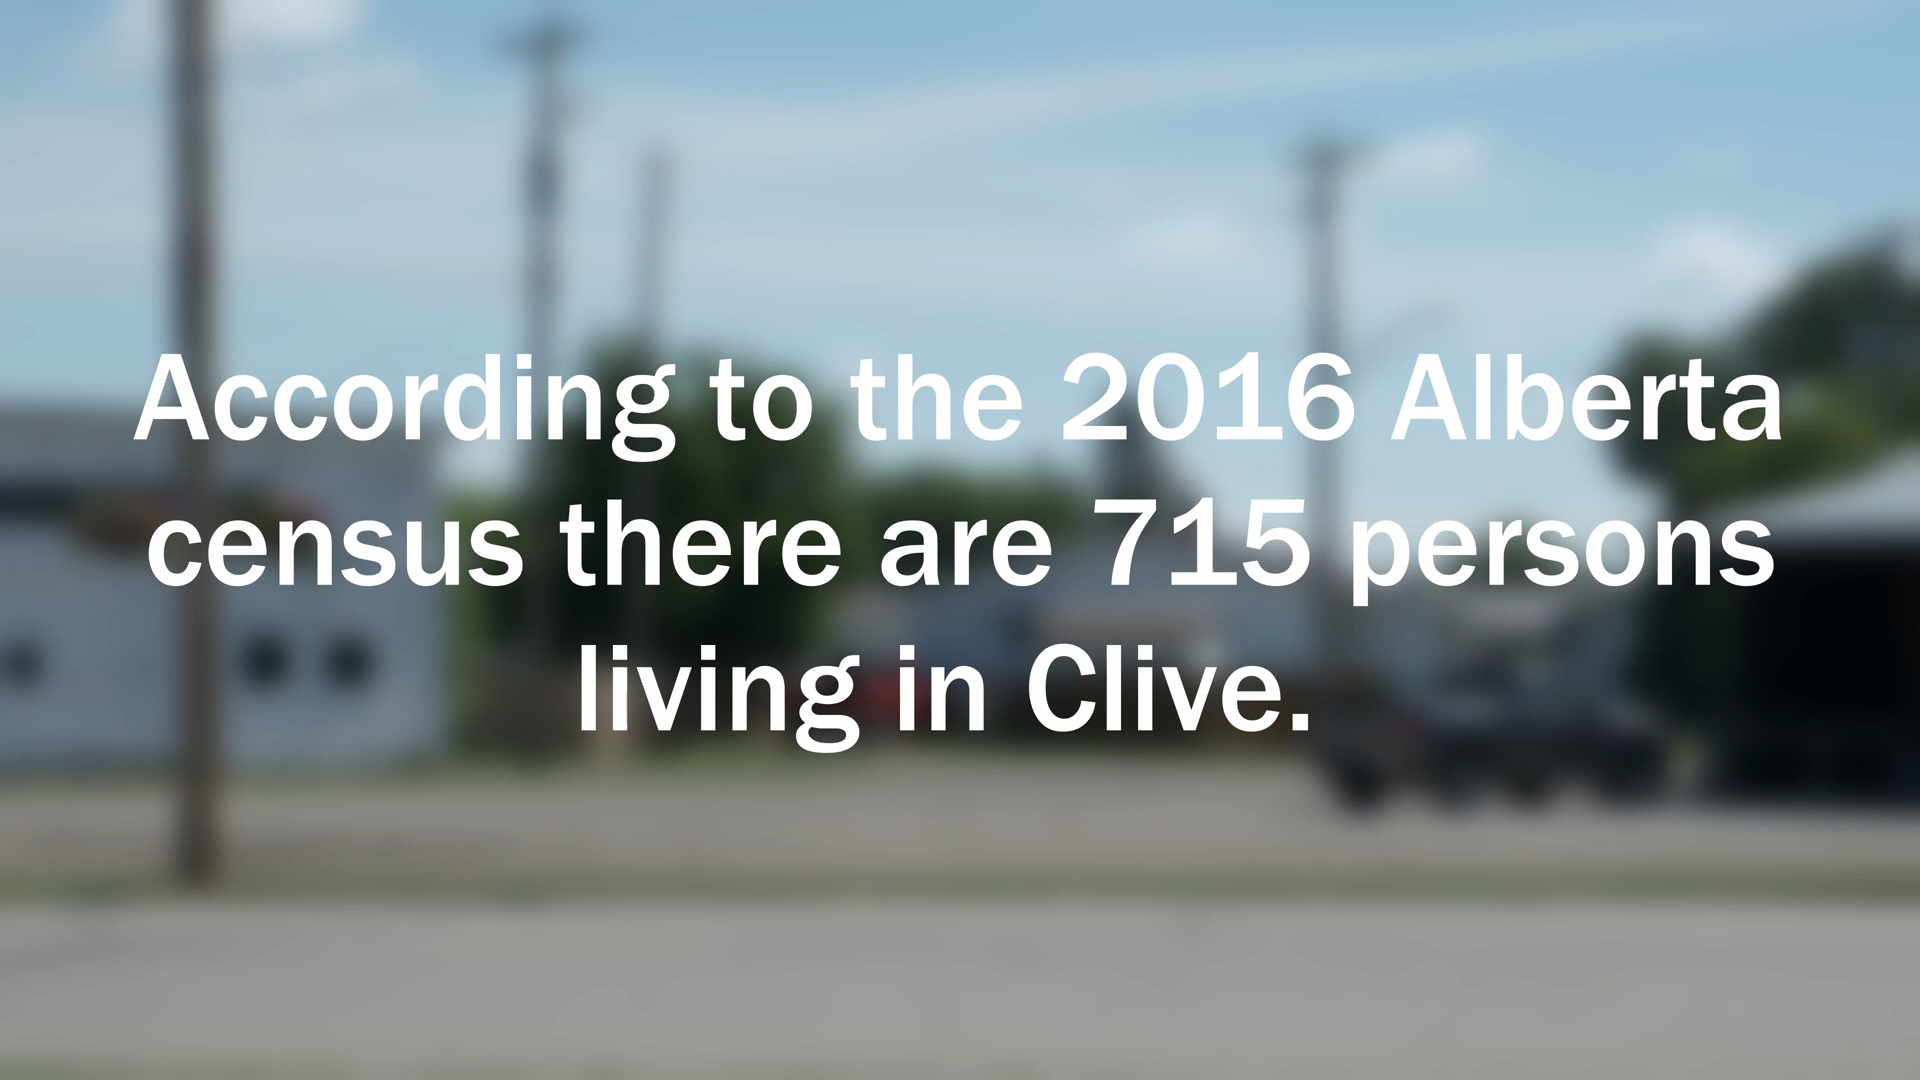 According to the 2016 Alberta
census there are 715 persons
living in Clive.